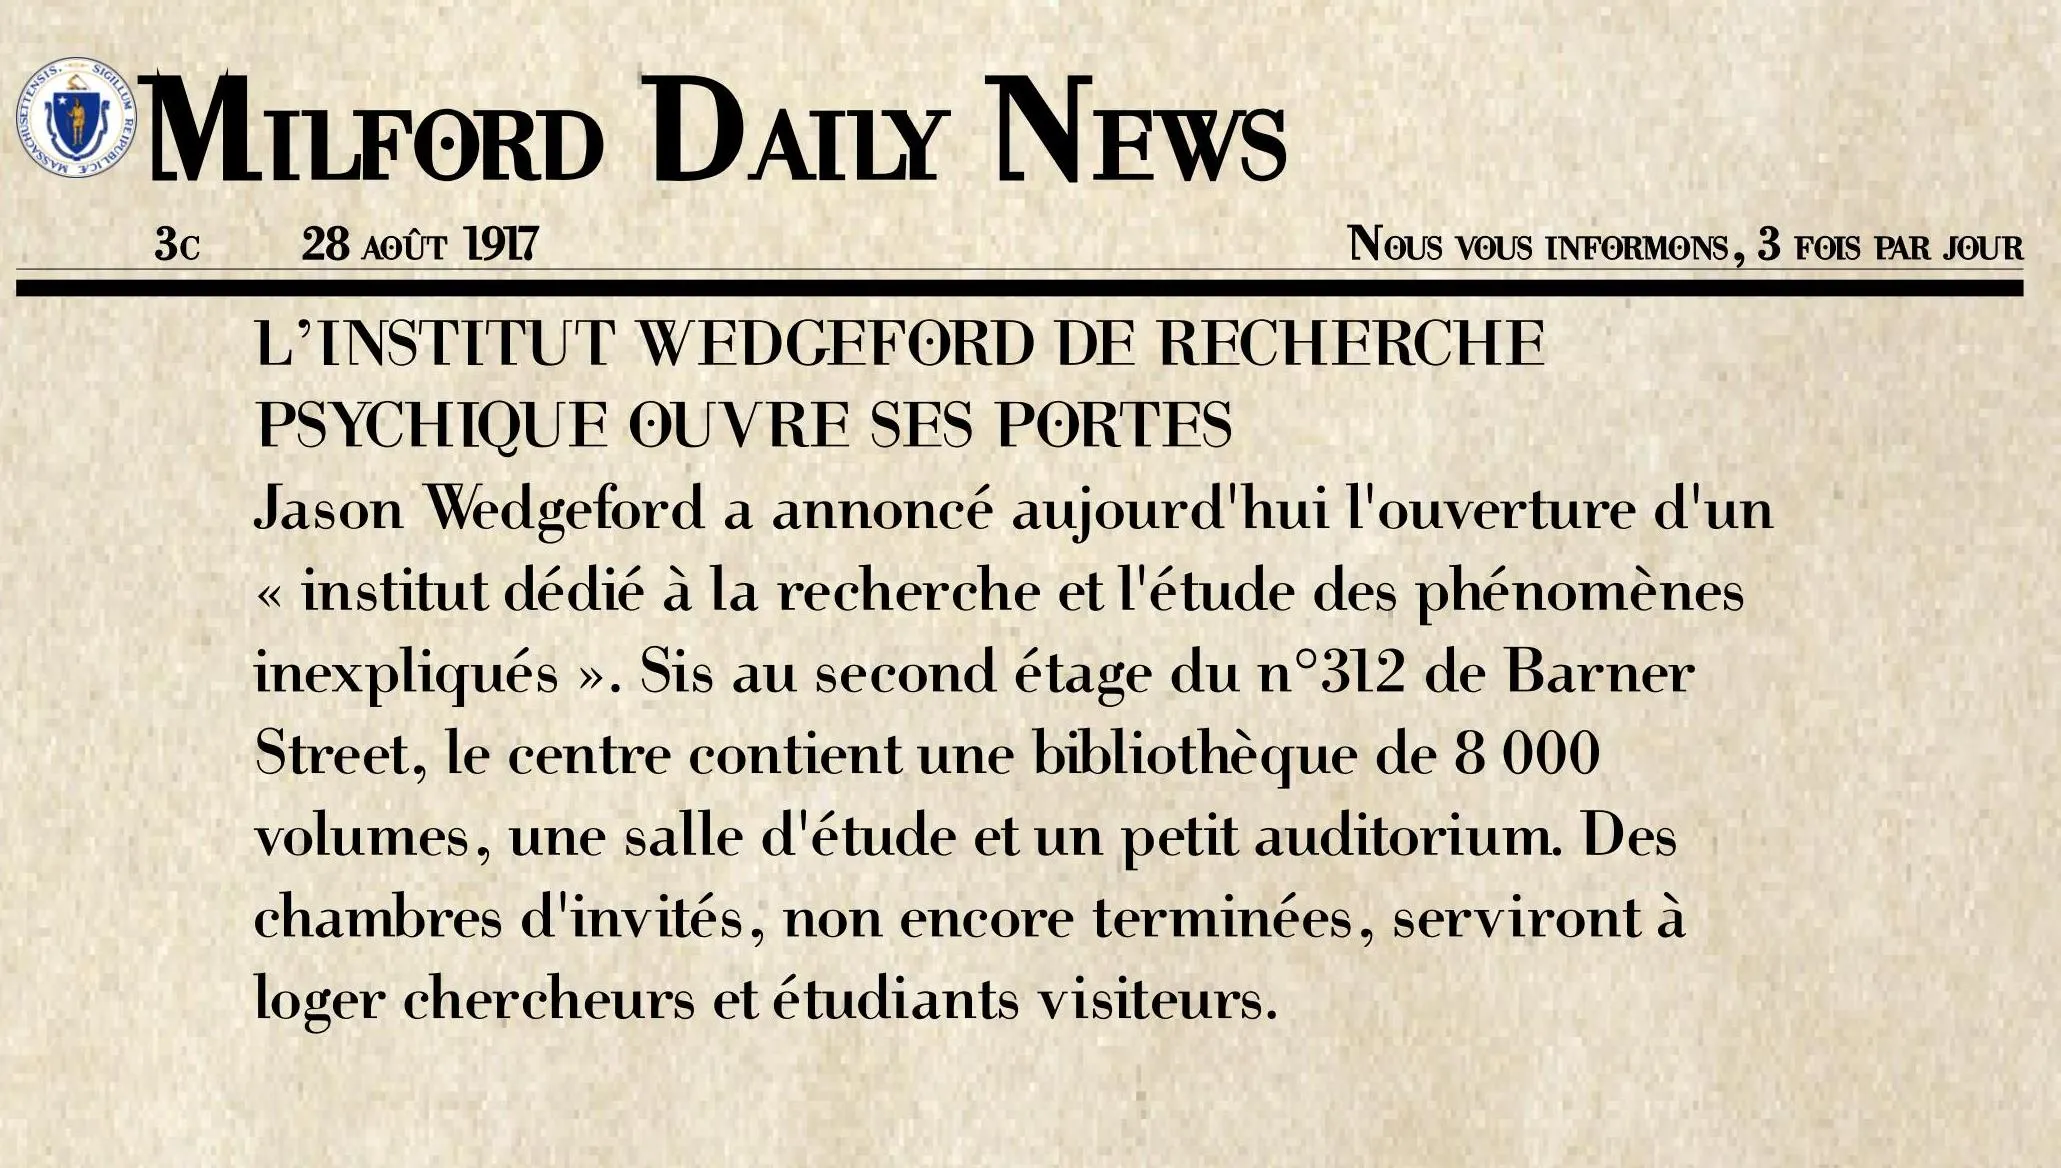 MILFORD DAILY NEWS
SIGILLUM REIPUBLICÆ MASSACHUSETTENSIS.
3C 28 AOÛT 1917 NOUS VOUS INFORMONS, 3 FOIS PAR JOUR
L’INSTITUT WEDGEFORD DE RECHERCHE
PSYCHIQUE OUVRE SES PORTES
Jason Wedgeford a annoncé aujourd'hui l'ouverture d'un
« institut dédié à la recherche et l'étude des phénomènes
inexpliqués ». Sis au second étage du n°312 de Barner
Street, le centre contient une bibliothèque de 8 000
volumes, une salle d'étude et un petit auditorium. Des
chambres d'invités, non encore terminées, serviront à
loger chercheurs et étudiants visiteurs.